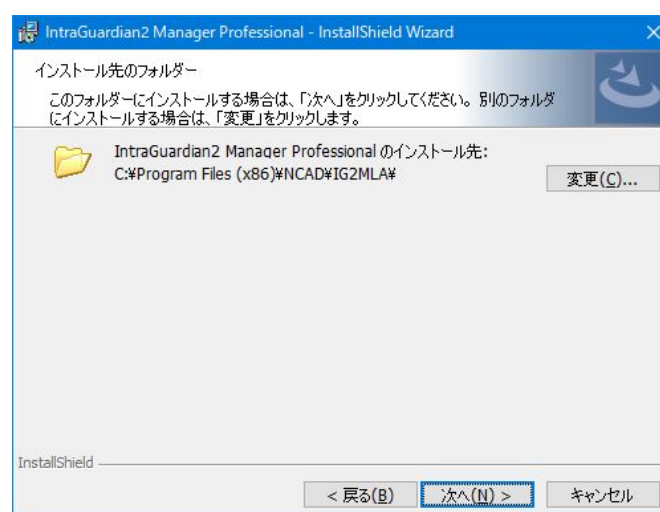 IntraGuardian2 Manager Professional - InstallShield Wizard
インストール先のフォルダー
このフォルダーにインストールする場合は、「次へ」をクリックしてください。別のフォルダ
にインストールする場合は、「変更」をクリックします。
IntraGuardian2 Manager Professional のインストール先:
C:¥Program Files (x86)¥NCAD¥IG2MLA¥
変更(C)...
InstallShield
< 戻る(B)
次へ(N) >
キャンセル